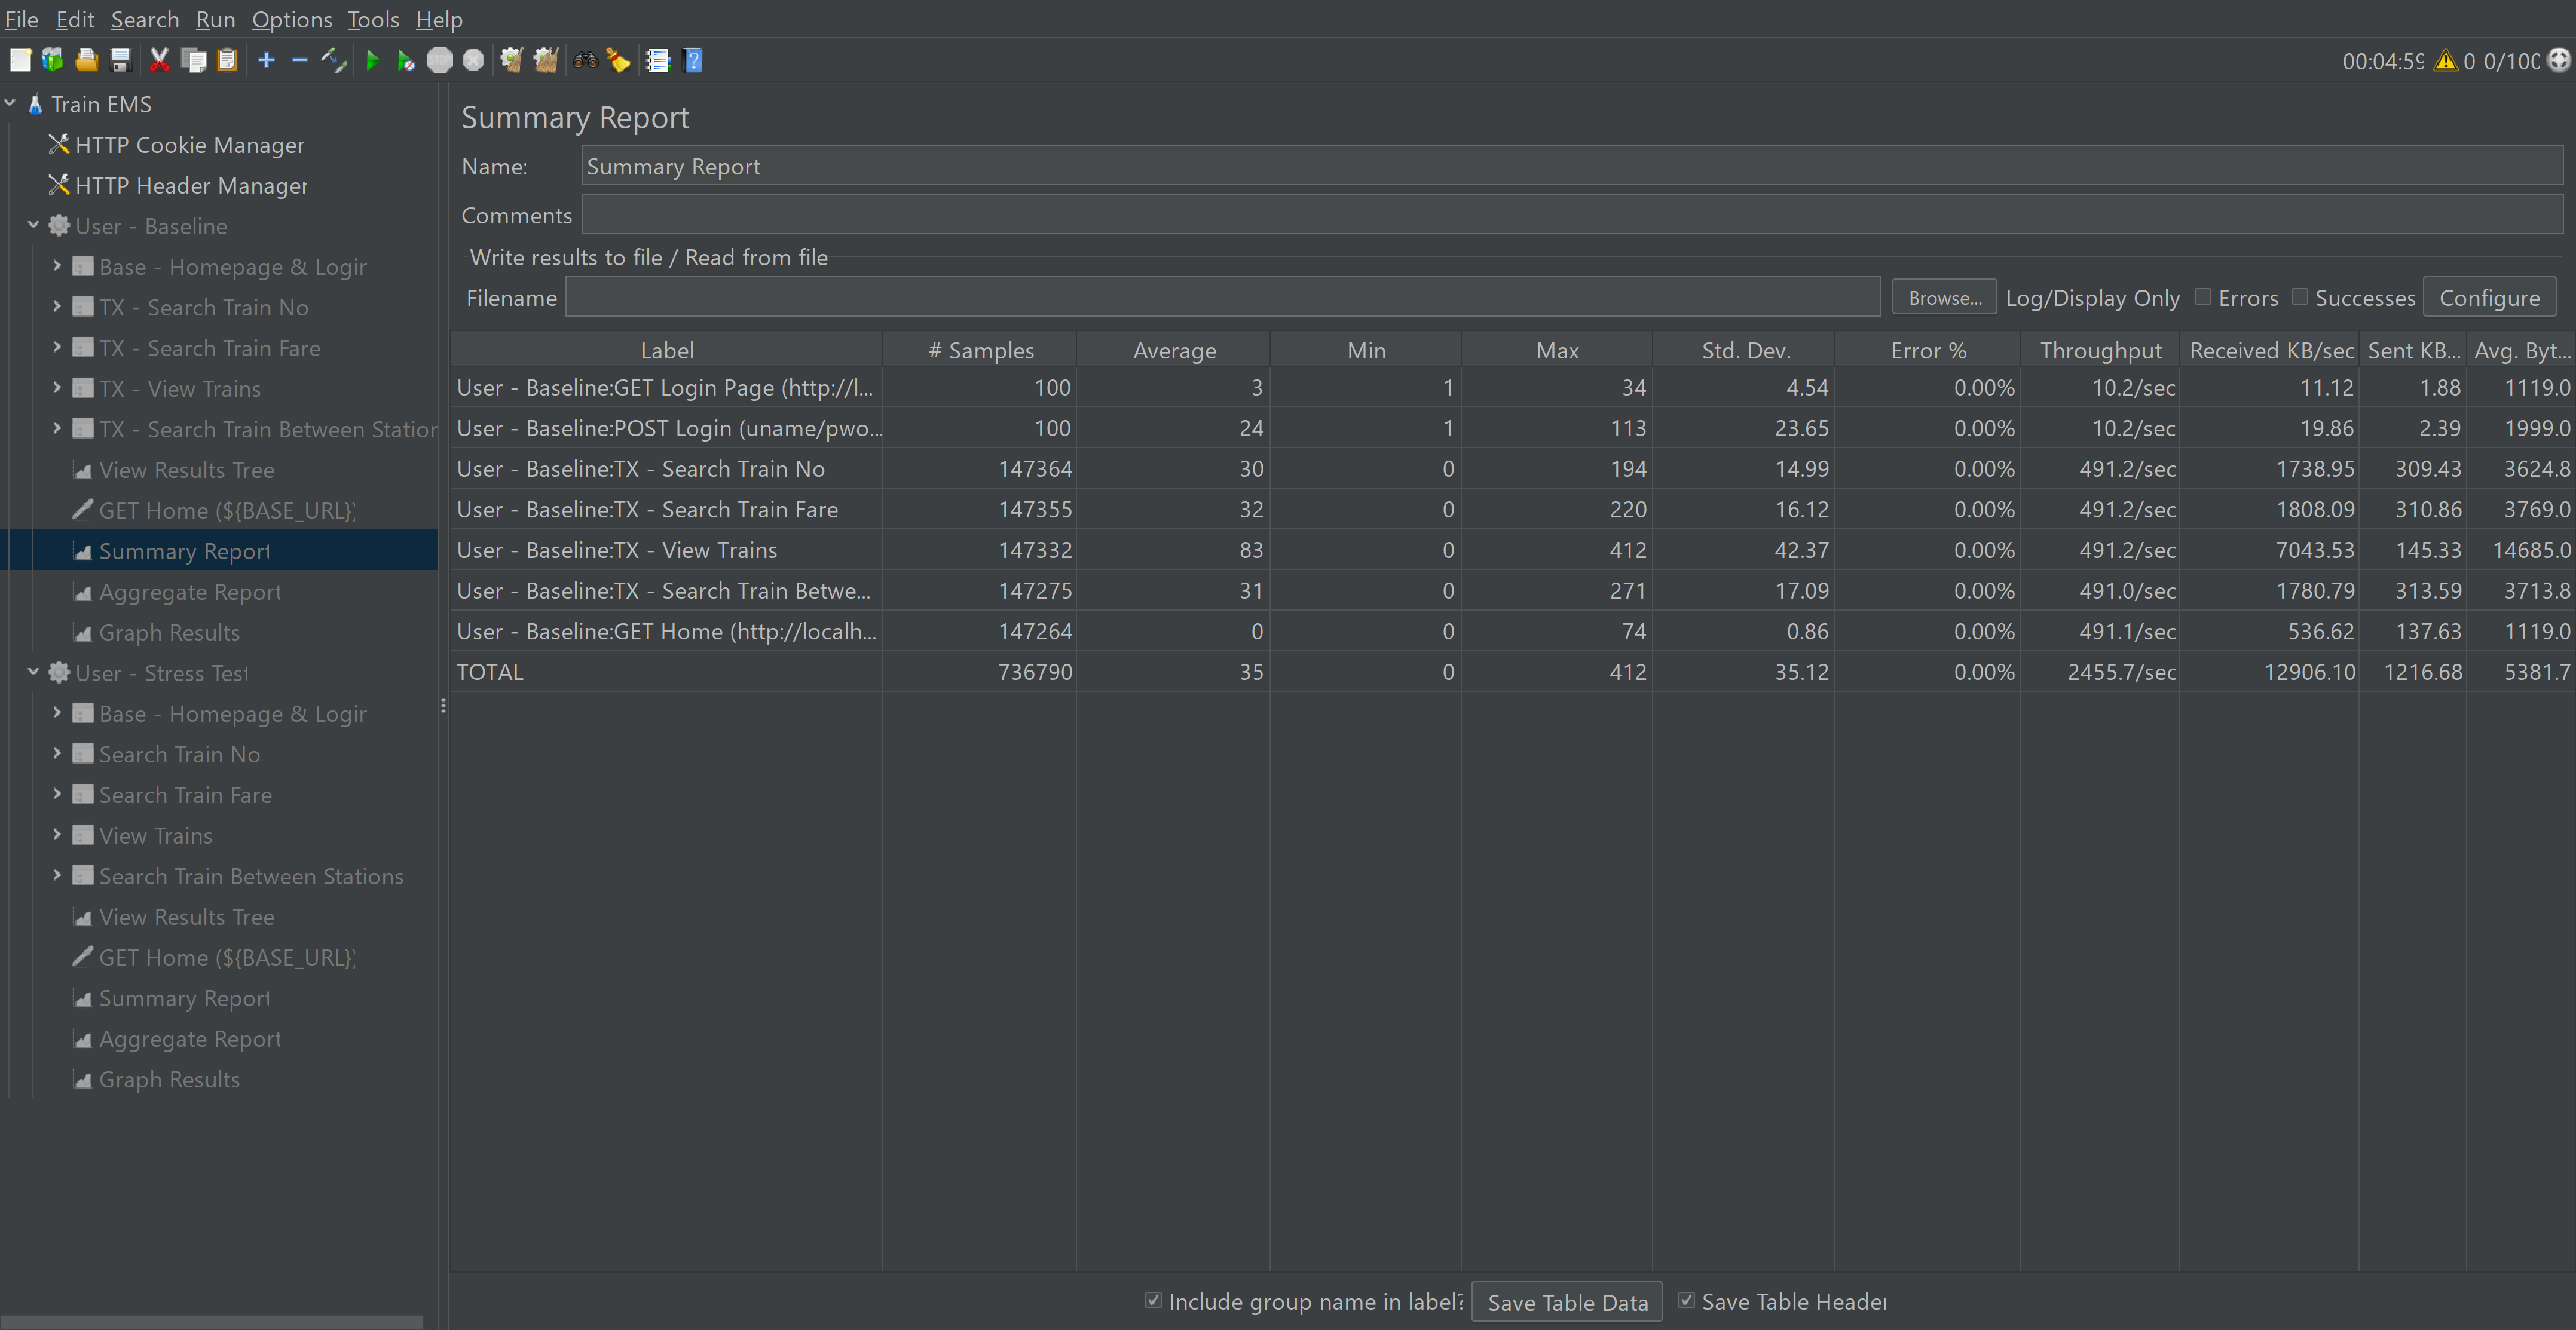 File Edit Search Run Options Tools Help
00:04:59 0 0/100
Train EMS
HTTP Cookie Manager
HTTP Header Manager
User - Baseline
Base - Homepage & Login
TX - Search Train No
TX - Search Train Fare
TX - View Trains
TX - Search Train Between Station
View Results Tree
GET Home (${BASE_URL})
Summary Report
Aggregate Report
Graph Results
User - Stress Test
Base - Homepage & Login
Search Train No
Search Train Fare
View Trains
Search Train Between Stations
View Results Tree
GET Home (${BASE_URL})
Summary Report
Aggregate Report
Graph Results
Summary Report
Name: Summary Report
Comments
Write results to file / Read from file
Filename Browse... Log/Display Only Errors Successes Configure
Label # Samples Average Min Max Std. Dev. Error % Throughput Received KB/sec Sent KB... Avg. Byt...
User - Baseline:GET Login Page (http://l... 100 3 1 34 4.54 0.00% 10.2/sec 11.12 1.88 1119.0
User - Baseline:POST Login (uname/pwo... 100 24 1 113 23.65 0.00% 10.2/sec 19.86 2.39 1999.0
User - Baseline:TX - Search Train No 147364 30 0 194 14.99 0.00% 491.2/sec 1738.95 309.43 3624.8
User - Baseline:TX - Search Train Fare 147355 32 0 220 16.12 0.00% 491.2/sec 1808.09 310.86 3769.0
User - Baseline:TX - View Trains 147332 83 0 412 42.37 0.00% 491.2/sec 7043.53 145.33 14685.0
User - Baseline:TX - Search Train Betwe... 147275 31 0 271 17.09 0.00% 491.0/sec 1780.79 313.59 3713.8
User - Baseline:GET Home (http://localh... 147264 0 0 74 0.86 0.00% 491.1/sec 536.62 137.63 1119.0
TOTAL 736790 35 0 412 35.12 0.00% 2455.7/sec 12906.10 1216.68 5381.7
Include group name in label? Save Table Data Save Table Header